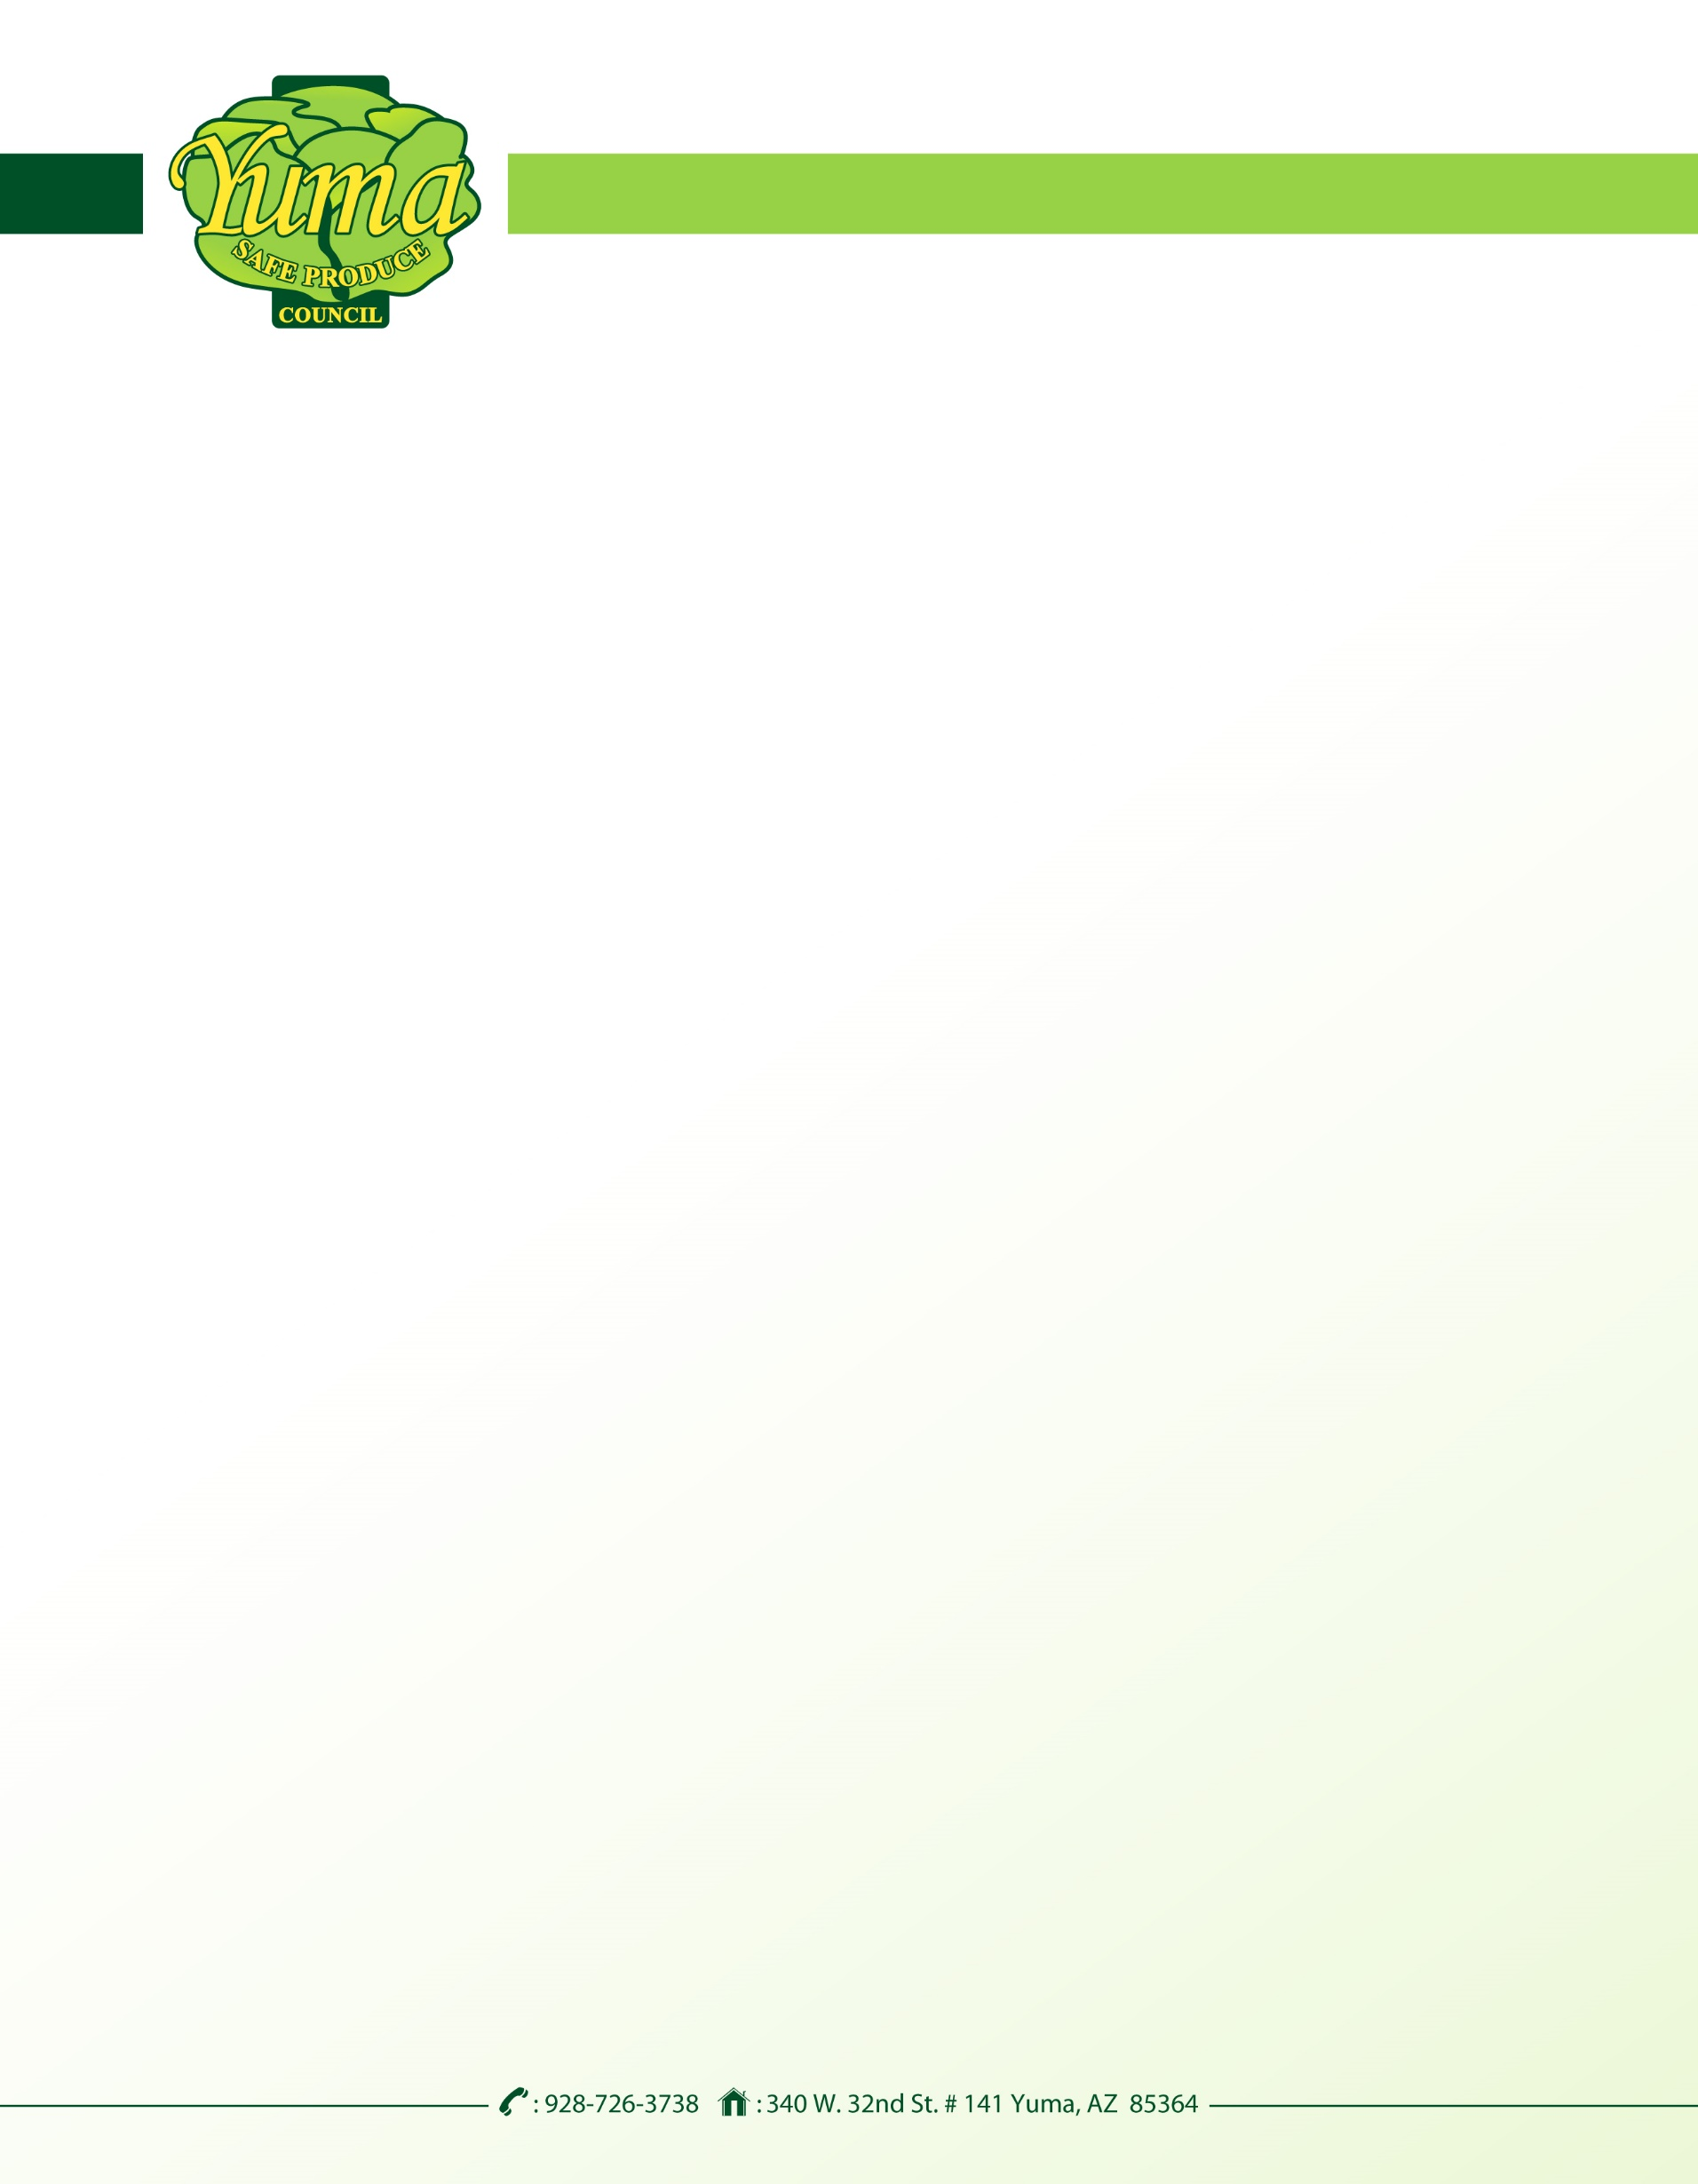 Yuma
SAFE PRODUCE
COUNCIL
: 928-726-3738 : 340 W. 32nd St. # 141 Yuma, AZ 85364